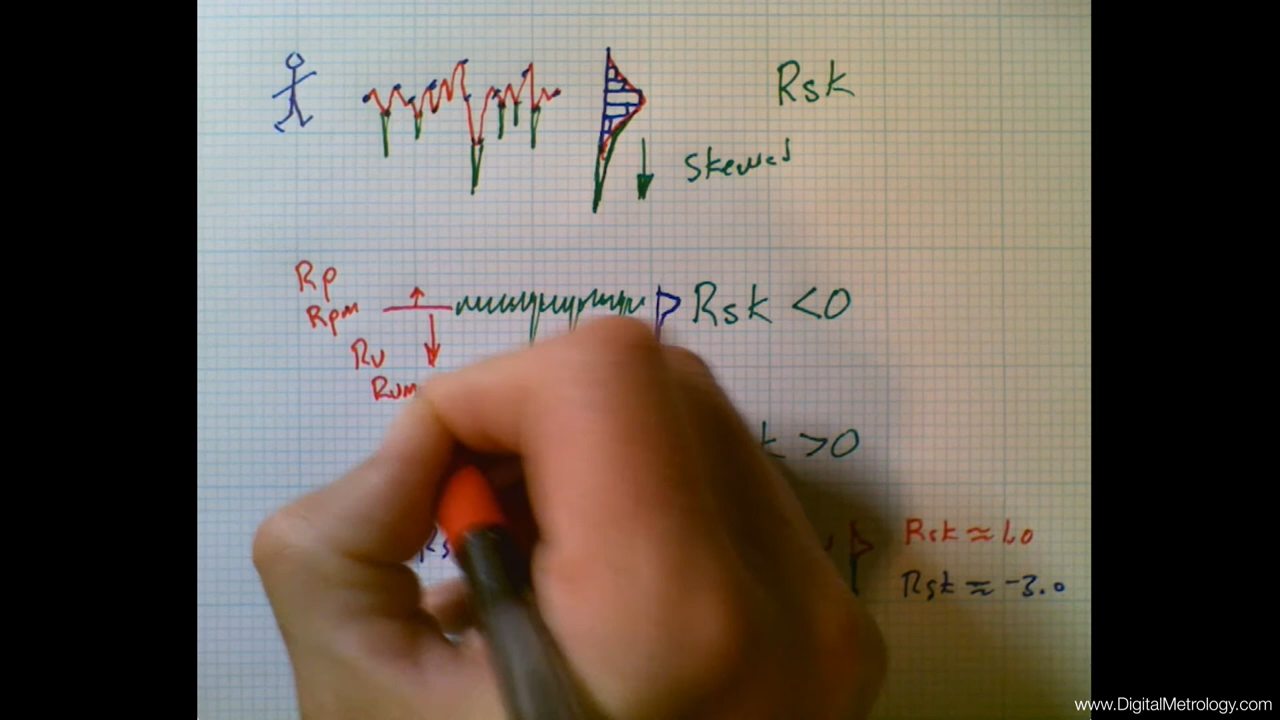 Rsk
Skewed
Rp
Rpm
Rsk <0
Rv
Rvm
>0
Rsk ≈ 1.0
Rsk ≈ -3.0
www.DigitalMetrology.com